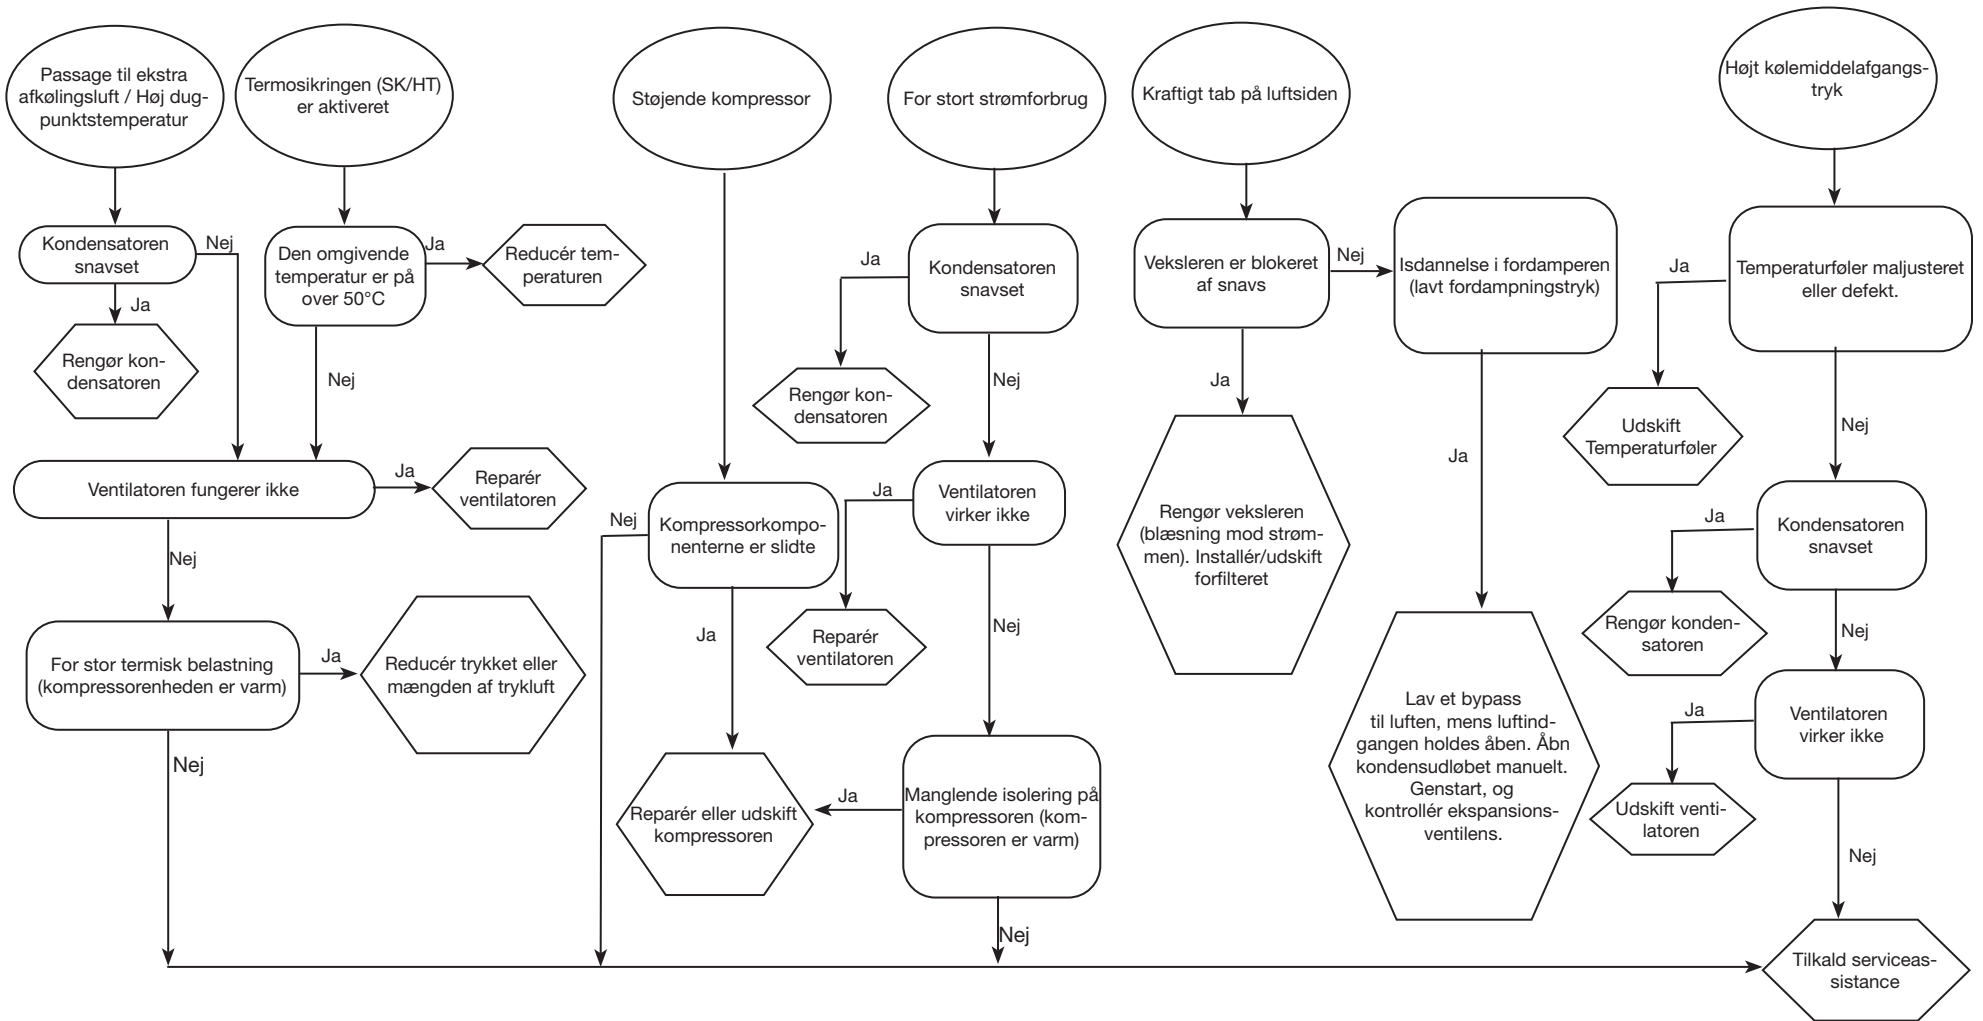 Passage til ekstra
afkølingsluft / Høj dug-
punktstemperatur
Termosikringen (SK/HT)
er aktiveret
Støjende kompressor
For stort strømforbrug
Kraftigt tab på luftsiden
Højt kølemiddelafgangs-
tryk
Kondensatoren
snavset
Nej
Ja
Rengør kon-
densatoren
Den omgivende
temperatur er på
over 50°C
Ja
Reducér tem-
peraturen
Nej
Ventilatoren fungerer ikke
Ja
Reparér
ventilatoren
Nej
For stor termisk belastning
(kompressorenheden er varm)
Ja
Reducér trykket eller
mængden af trykluft
Nej
Kompressorkompo-
nenterne er slidte
Nej
Ja
Reparér eller udskift
kompressoren
Kondensatoren
snavset
Ja
Rengør kon-
densatoren
Nej
Ventilatoren
virker ikke
Ja
Reparér
ventilatoren
Nej
Manglende isolering på
kompressoren (kom-
pressoren er varm)
Ja
Nej
Veksleren er blokeret
af snavs
Nej
Ja
Rengør veksleren
(blæsning mod strøm-
men). Installér/udskift
forfilteret
Isdannelse i fordamperen
(lavt fordampningstryk)
Ja
Lav et bypass
til luften, mens luftind-
gangen holdes åben. Åbn
kondensudløbet manuelt.
Genstart, og
kontrollér ekspansions-
ventilens.
Temperaturføler maljusteret
eller defekt.
Ja
Udskift
Temperaturføler
Nej
Kondensatoren
snavset
Ja
Rengør konden-
satoren
Nej
Ventilatoren
virker ikke
Ja
Udskift venti-
latoren
Nej
Tilkald serviceas-
sistance